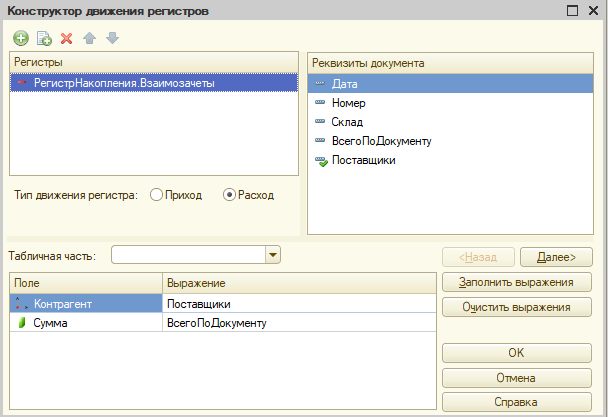 Конструктор движения регистров
Регистры
РегистрНакопления.Взаимозачеты
Тип движения регистра: Приход Расход
Реквизиты документа
Дата
Номер
Склад
ВсегоПоДокументу
Поставщики
Табличная часть:
<Назад Далее>
Заполнить выражения
Очистить выражения
Поле Выражение
Контрагент Поставщики
Сумма ВсегоПоДокументу
OK
Отмена
Справка